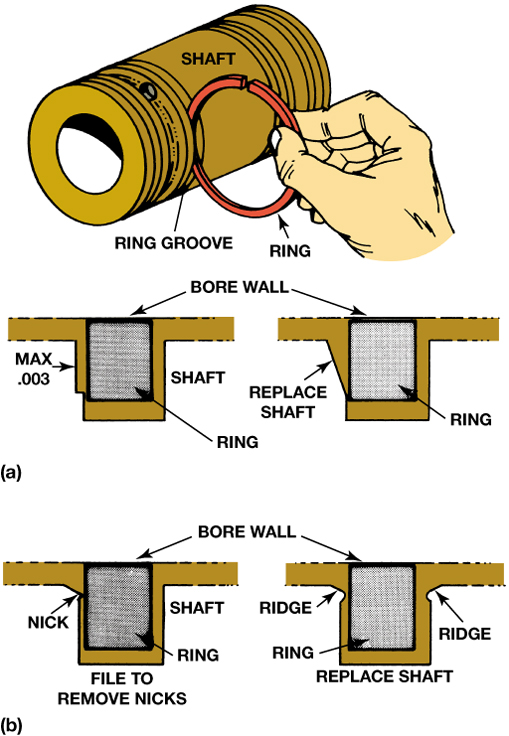 SHAFT
RING GROOVE
RING
BORE WALL
MAX
.003
SHAFT
RING
REPLACE
SHAFT
RING
(a)
BORE WALL
NICK
SHAFT
RING
FILE TO
REMOVE NICKS
RIDGE
RIDGE
RING
REPLACE SHAFT
(b)